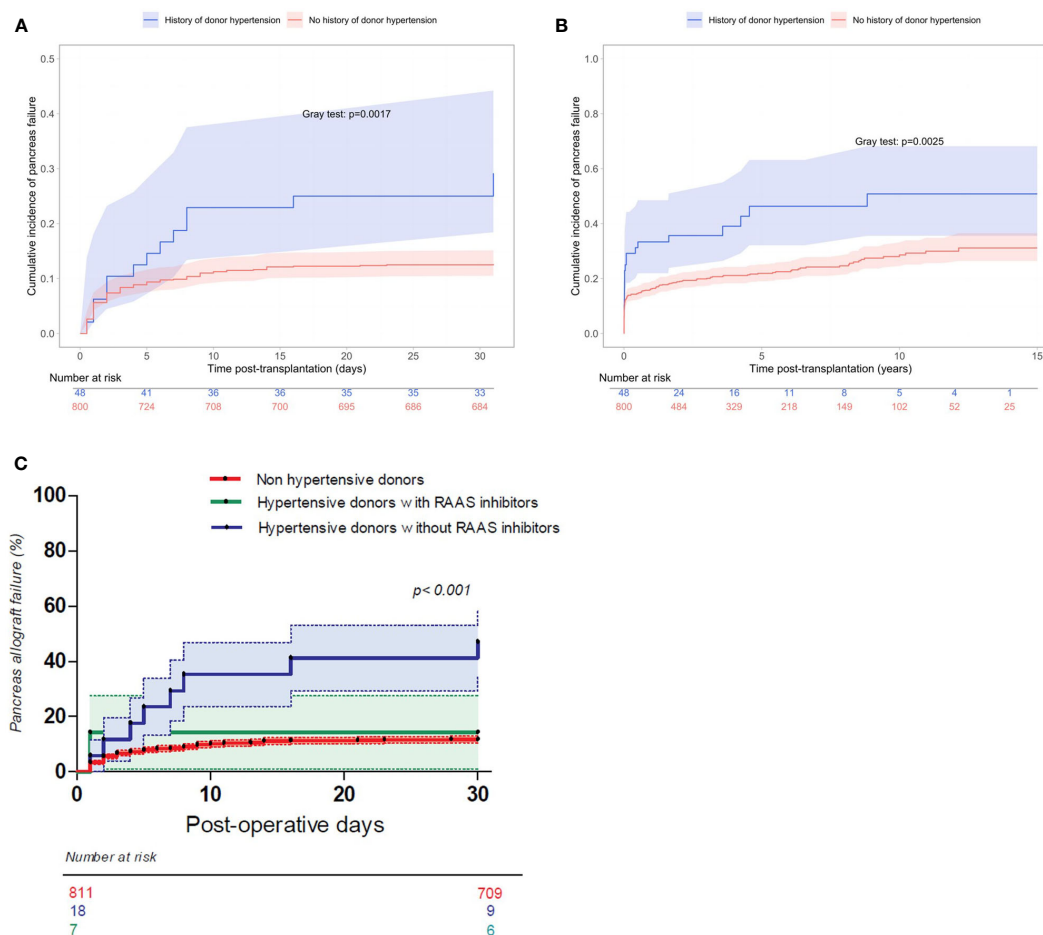 A
History of donor hypertension No history of donor hypertension
Cumulative incidence of pancreas failure
0.5
0.4
0.3
0.2
0.1
0.0
Gray test: p=0.0017
0 5 10 15 20 25 30
Time post-transplantation (days)
Number at risk
48 41 36 36 35 35 33
800 724 708 700 695 686 684
B
History of donor hypertension No history of donor hypertension
Cumulative incidence of pancreas failure
1.0
0.8
0.6
0.4
0.2
0.0
Gray test: p=0.0025
0 5 10 15
Time post-transplantation (years)
Number at risk
48 24 16 11 8 5 4 1
800 484 329 218 149 102 52 25
C
Non hypertensive donors
Hypertensive donors with RAAS inhibitors
Hypertensive donors without RAAS inhibitors
Pancreas allograft failure (%)
100
80
60
40
20
0
p< 0.001
0 10 20 30
Post-operative days
Number at risk
811 709
18 9
7 6